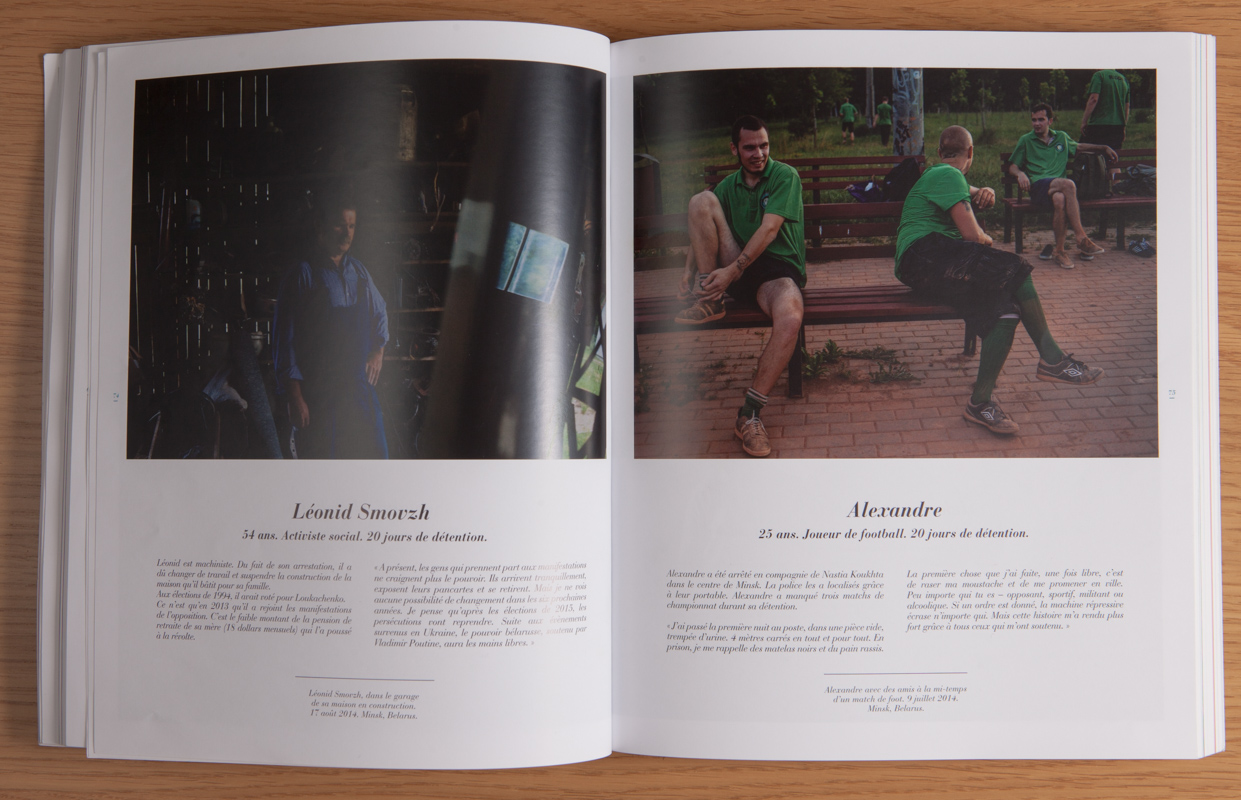 Léonid Smovzh
54 ans. Activiste social. 20 jours de détention.
Léonid est machiniste. Du fait de son arrestation, il a
dû changer de travail et suspendre la construction de la
maison qu'il bâtit pour sa famille.
Aux élections de 1994, il avait voté pour Loukachenko.
Ce n'est qu'en 2013 qu'il a rejoint les manifestations
de l'opposition. C'est le faible montant de la pension de
retraite de sa mère (18 dollars mensuels) qui l'a poussé
à la révolte.
« A présent, les gens qui prennent part aux manifestations
ne craignent plus le pouvoir. Ils arrivent tranquillement,
exposent leurs pancartes et se retirent. Mais je ne vois
aucune possibilité de changement dans les six prochaines
années. Je pense qu'après les élections de 2015, les
persécutions vont reprendre. Suite aux événements
survenus en Ukraine, le pouvoir bélarusse, soutenu par
Vladimir Poutine, aura les mains libres. »
Léonid Smovzh, dans le garage
de sa maison en construction.
17 août 2014. Minsk, Belarus.
Alexandre
25 ans. Joueur de football. 20 jours de détention.
Alexandre a été arrêté en compagnie de Nastia Koukhta
dans le centre de Minsk. La police les a localisés grâce
à leur portable. Alexandre a manqué trois matchs de
championnat durant sa détention.
« J'ai passé la première nuit au poste, dans une pièce vide,
trempée d'urine. 4 mètres carrés en tout et pour tout. En
prison, je me rappelle des matelas noirs et du pain rassis.
La première chose que j'ai faite, une fois libre, c'est
de raser ma moustache et de me promener en ville.
Peu importe qui tu es – opposant, sportif, militant ou
alcoolique. Si un ordre est donné, la machine répressive
écrase n'importe qui. Mais cette histoire m'a rendu plus
fort grâce à tous ceux qui m'ont soutenu. »
Alexandre avec des amis à la mi-temps
d'un match de foot. 9 juillet 2014.
Minsk, Belarus.